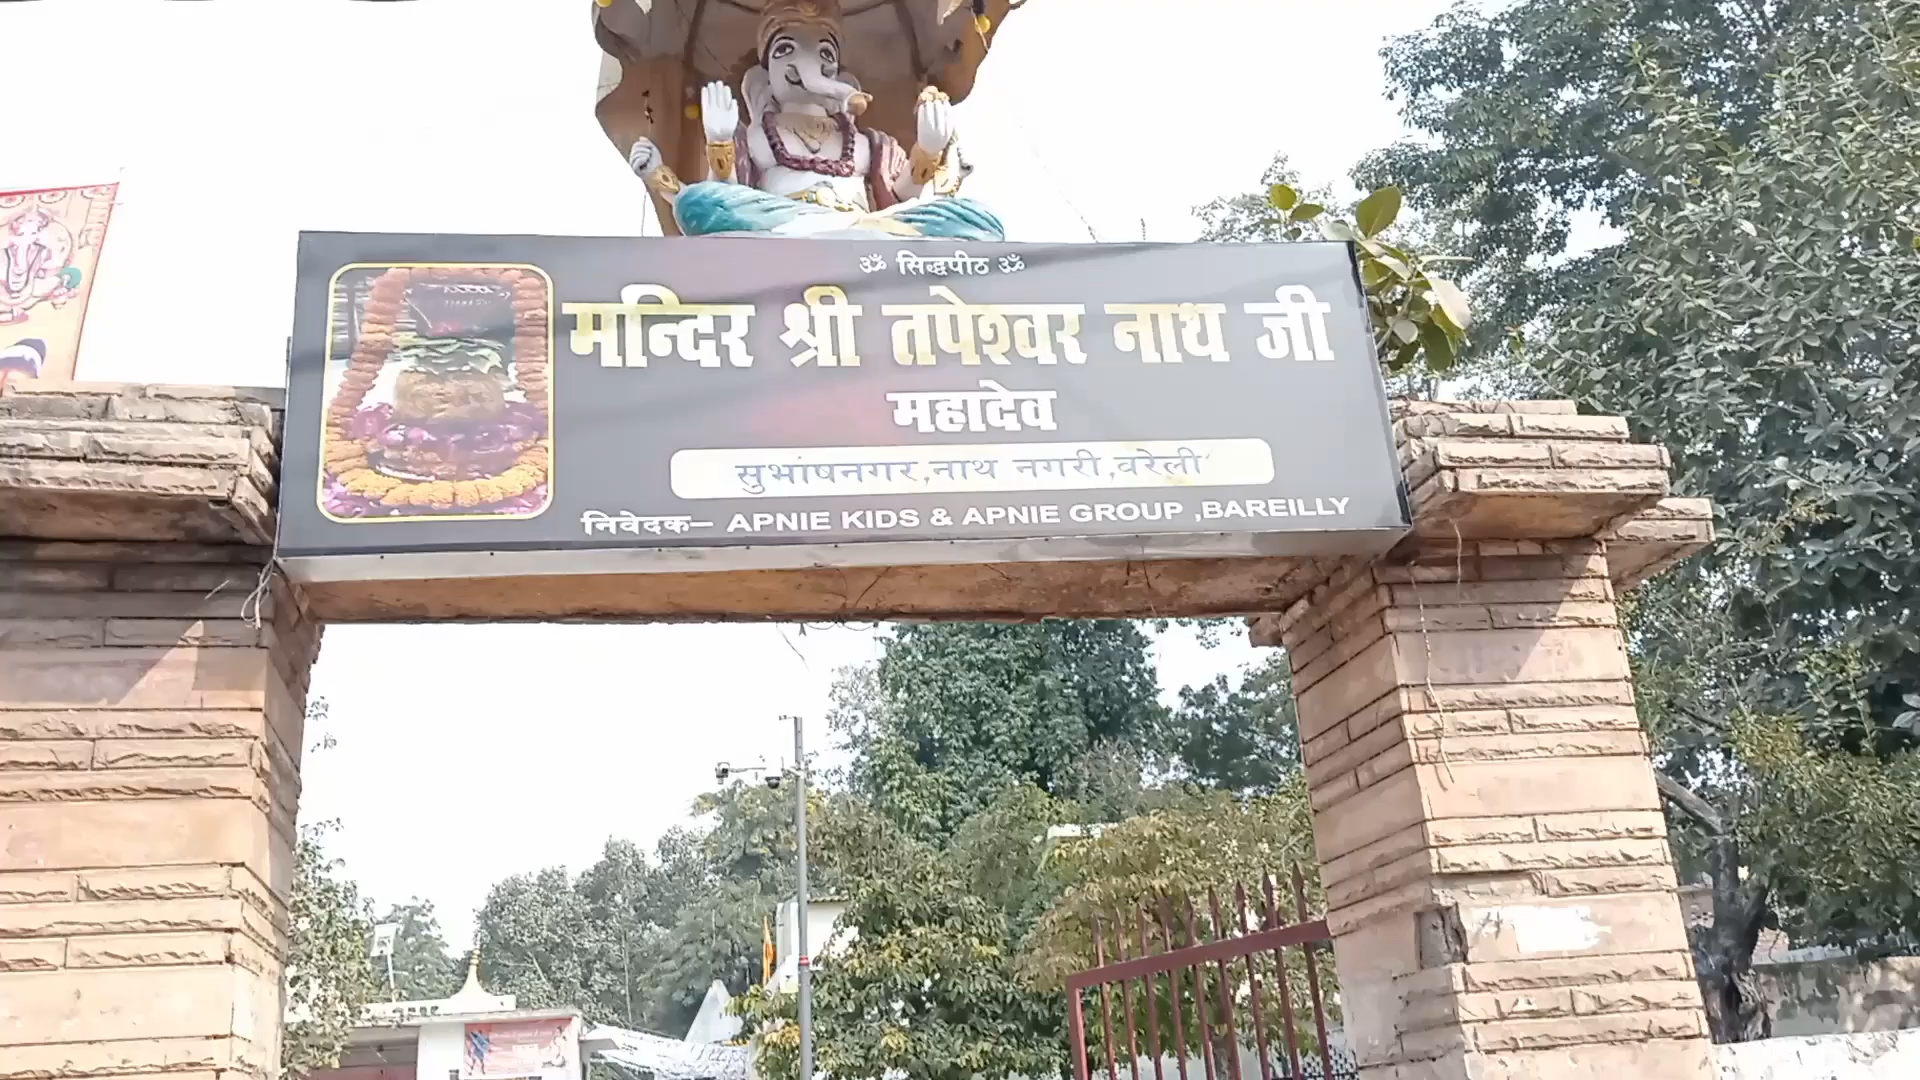 ॐ सिद्धपीठ ॐ
मन्दिर श्री तपेश्वर नाथ जी
महादेव
सुभाषनगर,नाथ नगरी,बरेली
निवेदक– APNIE KIDS & APNIE GROUP ,BAREILLY